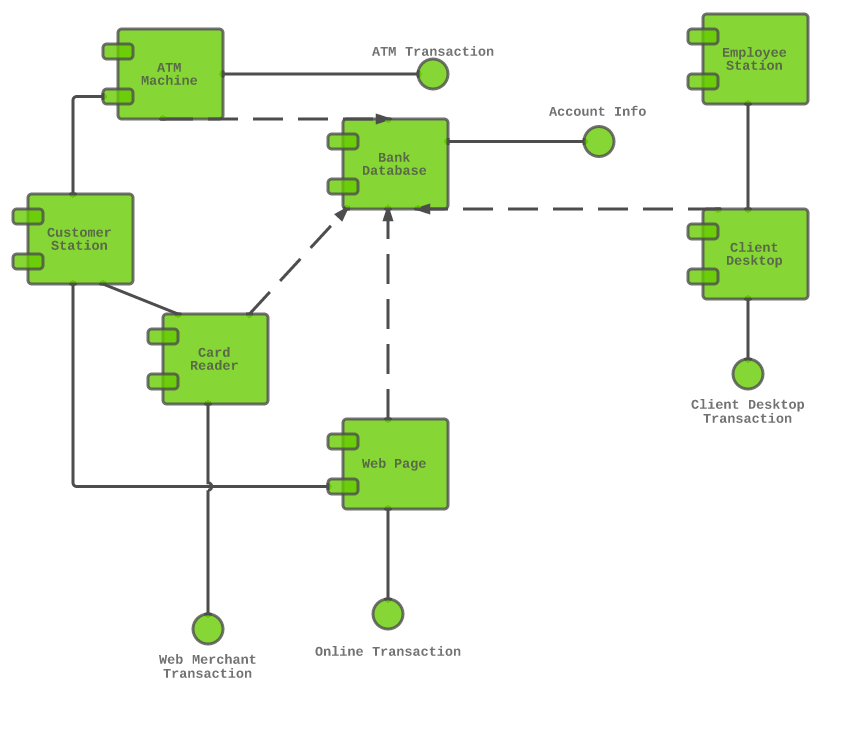 ATM Transaction
Employee
Station
ATM
Machine
Account Info
Bank
Database
Customer
Station
Client
Desktop
Card
Reader
Client Desktop
Transaction
Web Page
Online Transaction
Web Merchant
Transaction